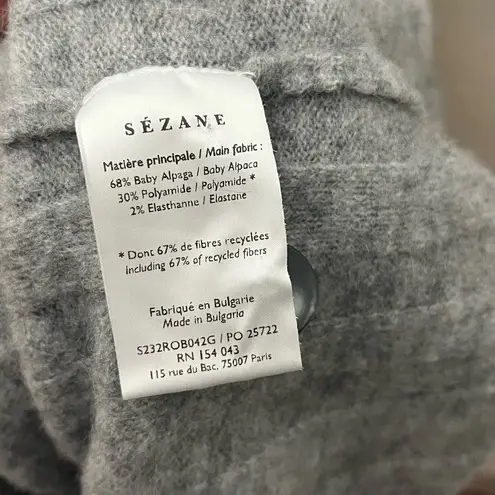 SÉZANE
Matière principale / Main fabric :
68% Baby Alpaga / Baby Alpaca
30% Polyamide / Polyamide *
2% Elasthanne / Elastane
* Dont 67% de fibres recyclées
including 67% of recycled fibers
Fabriqué en Bulgarie
Made in Bulgaria
S232ROB042G / PO 25722
RN 154 043
115 rue du Bac, 75007 Paris